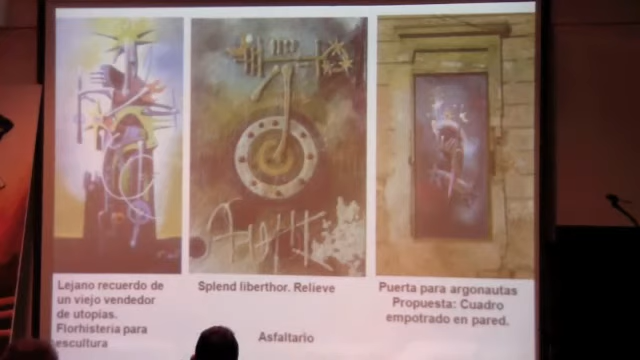 Lejano recuerdo de
un viejo vendedor
de utopías.
Florhisteria para
escultura
Splend liberthor. Relieve
Asfaltario
Puerta para argonautas
Propuesta: Cuadro
empotrado en pared.